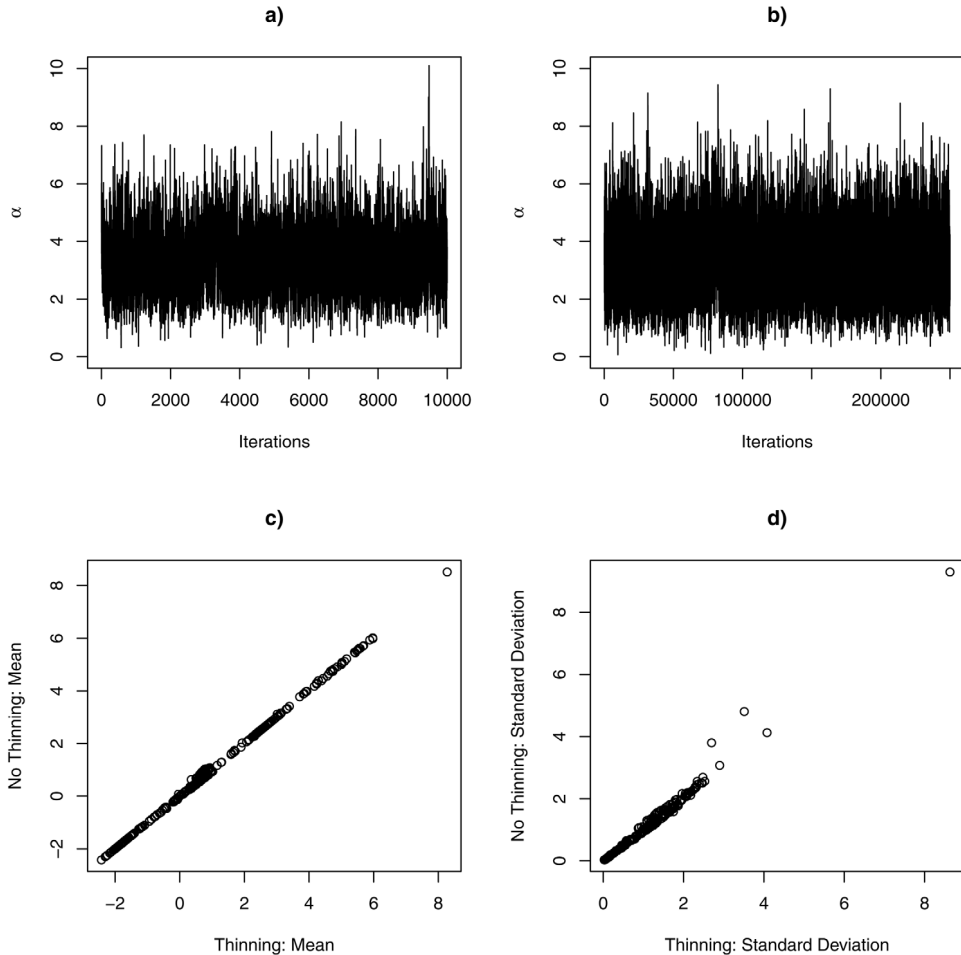 a)
10
8
6
4
2
0
α
0 2000 4000 6000 8000 10000
Iterations
b)
10
8
6
4
2
0
α
0 50000 100000 200000
Iterations
c)
8
6
4
2
0
−2
No Thinning: Mean
−2 0 2 4 6 8
Thinning: Mean
d)
8
6
4
2
0
No Thinning: Standard Deviation
0 2 4 6 8
Thinning: Standard Deviation